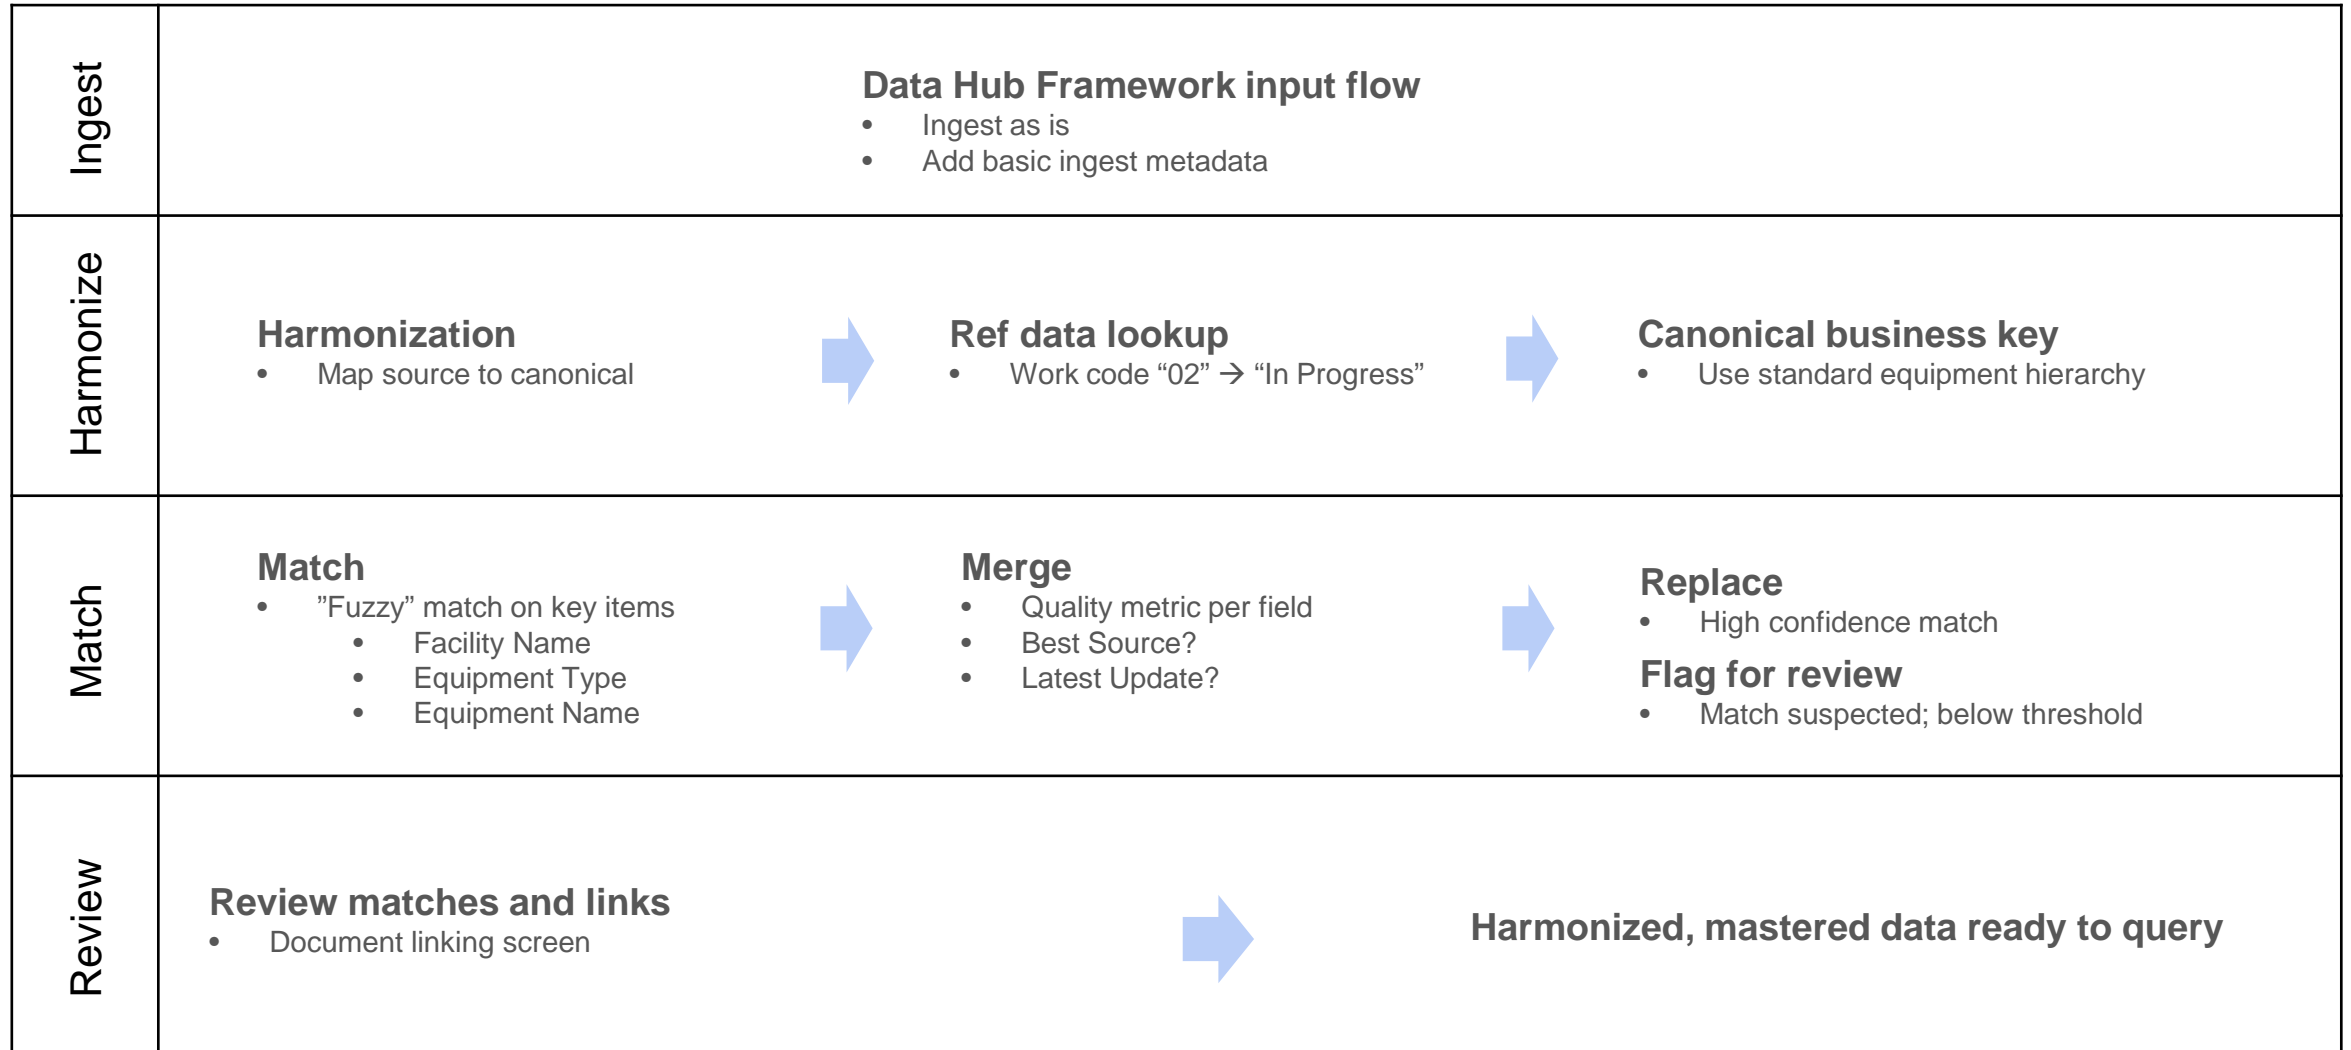 Ingest
Data Hub Framework input flow
• Ingest as is
• Add basic ingest metadata
Harmonize
Harmonization
• Map source to canonical
Ref data lookup
• Work code “02” → “In Progress”
Canonical business key
• Use standard equipment hierarchy
Match
Match
• ”Fuzzy” match on key items
• Facility Name
• Equipment Type
• Equipment Name
Merge
• Quality metric per field
• Best Source?
• Latest Update?
Replace
• High confidence match
Flag for review
• Match suspected; below threshold
Review
Review matches and links
• Document linking screen
Harmonized, mastered data ready to query